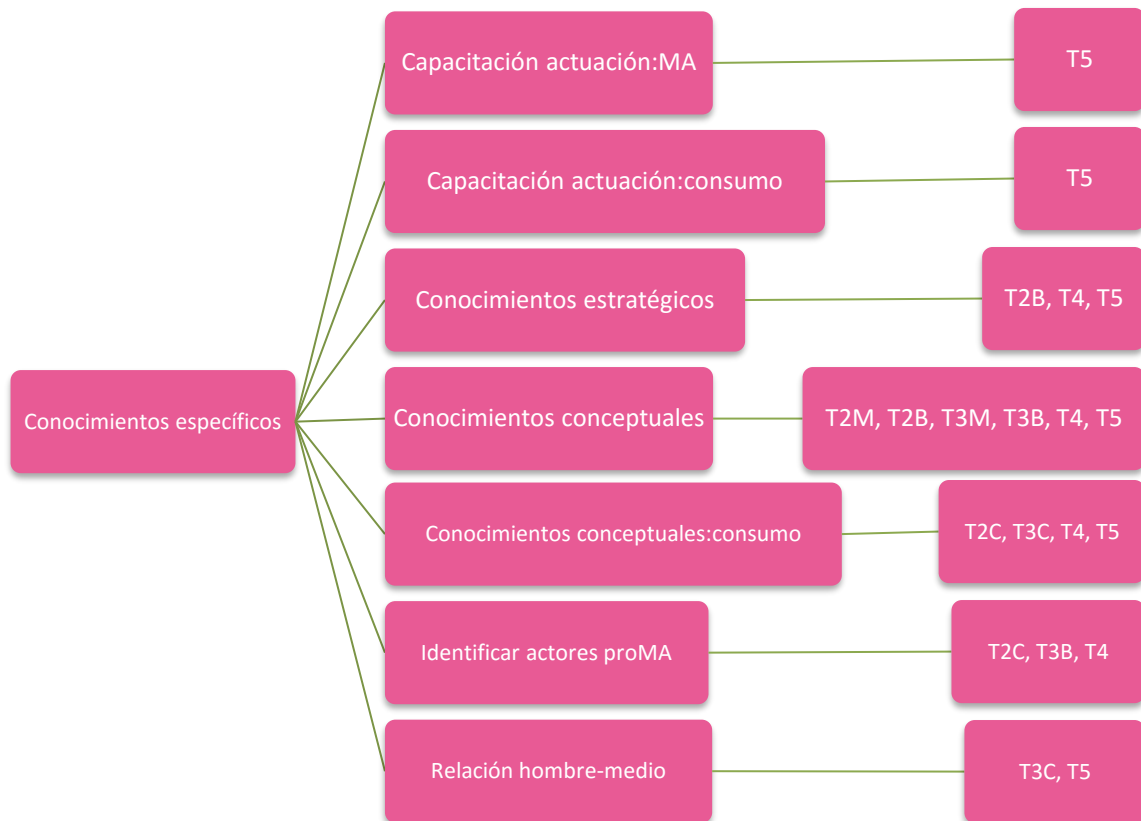 Capacitación actuación:MA
T5
Capacitación actuación:consumo
T5
Conocimientos estratégicos
T2B, T4, T5
Conocimientos específicos
Conocimientos conceptuales
T2M, T2B, T3M, T3B, T4, T5
Conocimientos conceptuales:consumo
T2C, T3C, T4, T5
Identificar actores proMA
T2C, T3B, T4
Relación hombre-medio
T3C, T5